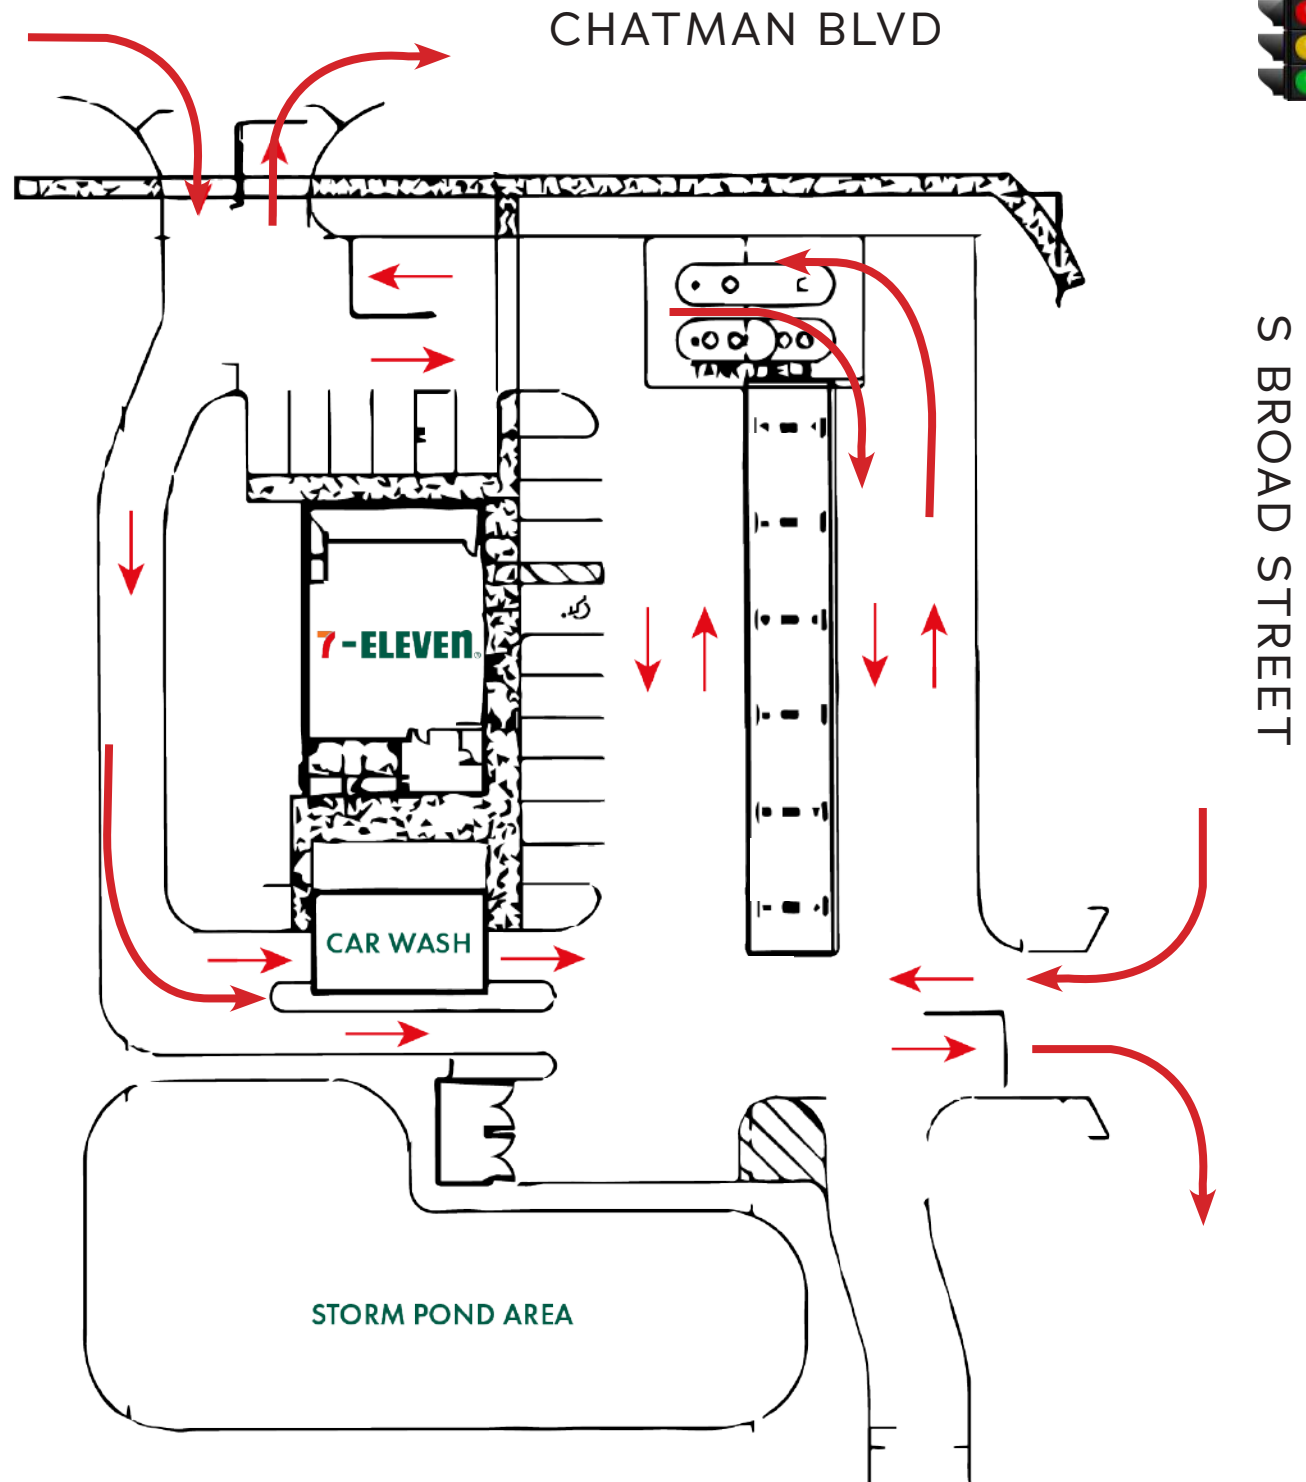 CHATMAN BLVD
S BROAD STREET
7-ELEVEN®
CAR WASH
STORM POND AREA